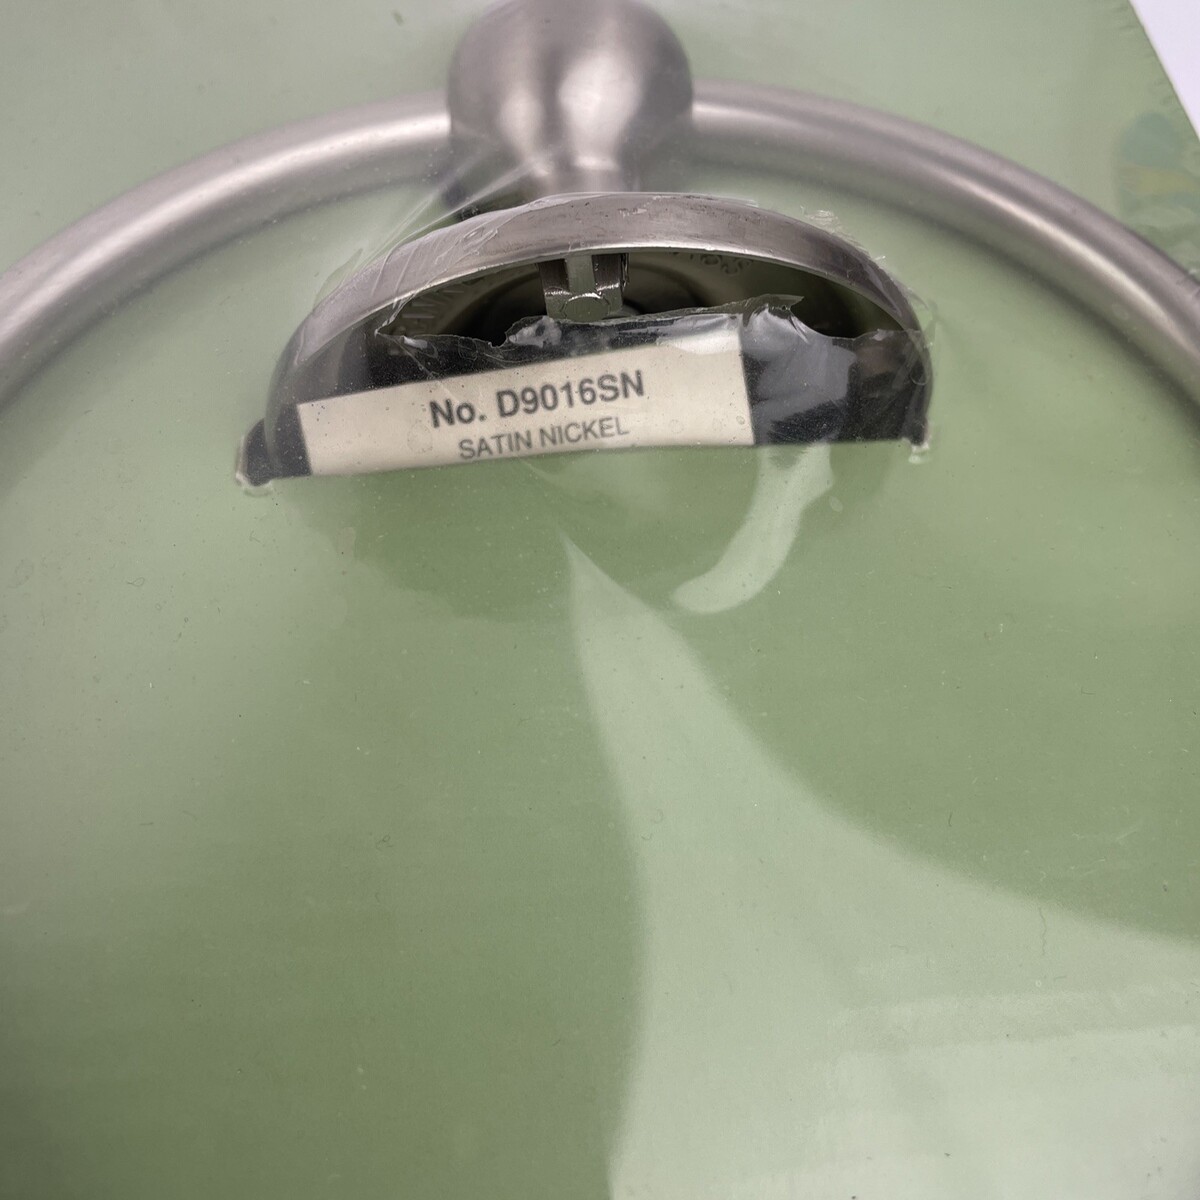 No. D9016SN
SATIN NICKEL